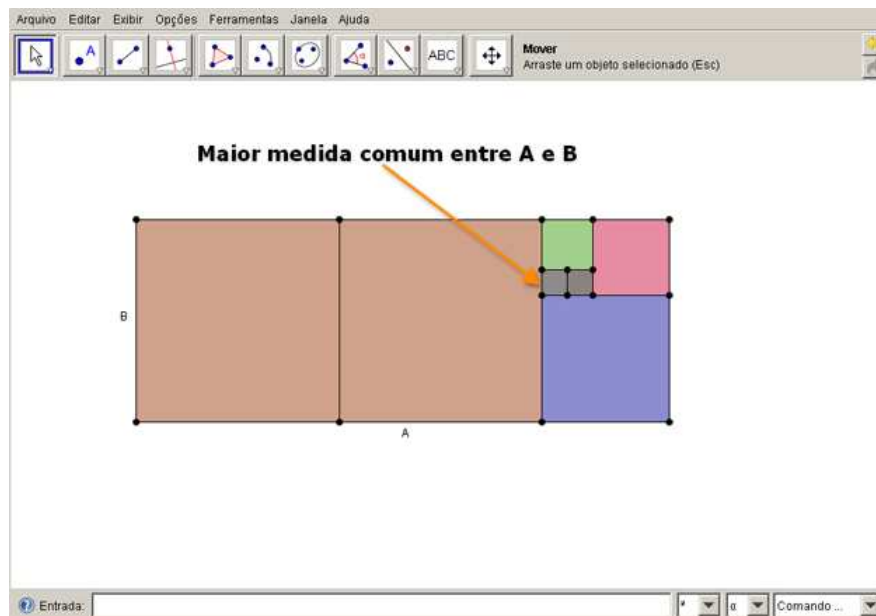 Arquivo Editar Exibir Opções Ferramentas Janela Ajuda
A
α
ABC
Mover
Arraste um objeto selecionado (Esc)
Maior medida comum entre A e B
B
A
Entrada:
α
Comando ...